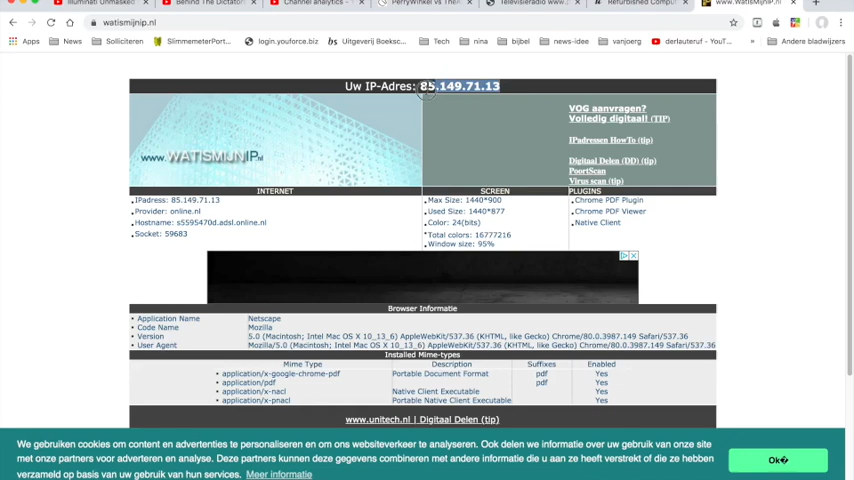 Illuminati Unmasked
Behind The Dictator
Channel analytics -
PerryWinkel vs TheA
Televisieradio www.
Refurbished Compu
www.WatIsMijnIP.
watismijnip.nl
Apps
Solliciteren
SlimmemeterPort...
login.youforce.biz
Uitgeverij Boeksc...
Tech
nina
bijbel
news-idee
vanjoerg
derlauteruf - YouT...
Andere bladwijzers
Uw IP-Adres: 85.149.71.13
www.WATISMIJNIP.nl
VOG aanvragen?
Volledig digitaal! (TIP)
IPadressen HowTo (tip)
Digitaal Delen (DD) (tip)
PoortScan
Virus scan (tip)
INTERNET
IPadress: 85.149.71.13
Provider: online.nl
Hostname: s5595470d.adsl.online.nl
Socket: 59683
SCREEN
Max Size: 1440*900
Used Size: 1440*877
Color: 24(bits)
Total colors: 16777216
Window size: 95%
PLUGINS
Chrome PDF Plugin
Chrome PDF Viewer
Native Client
Browser Informatie
Application Name Netscape
Code Name Mozilla
Version 5.0 (Macintosh; Intel Mac OS X 10_13_6) AppleWebKit/537.36 (KHTML, like Gecko) Chrome/80.0.3987.149 Safari/537.36
User Agent Mozilla/5.0 (Macintosh; Intel Mac OS X 10_13_6) AppleWebKit/537.36 (KHTML, like Gecko) Chrome/80.0.3987.149 Safari/537.36
Installed Mime-types
Mime Type Description Suffixes Enabled
application/x-google-chrome-pdf Portable Document Format pdf Yes
application/pdf pdf Yes
application/x-nacl Native Client Executable Yes
application/x-pnacl Portable Native Client Executable Yes
www.unitech.nl | Digitaal Delen (tip)
We gebruiken cookies om content en advertenties te personaliseren en om ons websiteverkeer te analyseren. Ook delen we informatie over uw gebruik van onze site
met onze partners voor adverteren en analyse. Deze partners kunnen deze gegevens combineren met andere informatie die u aan ze heeft verstrekt of die ze hebben
verzameld op basis van uw gebruik van hun services. Meer informatie
Ok�